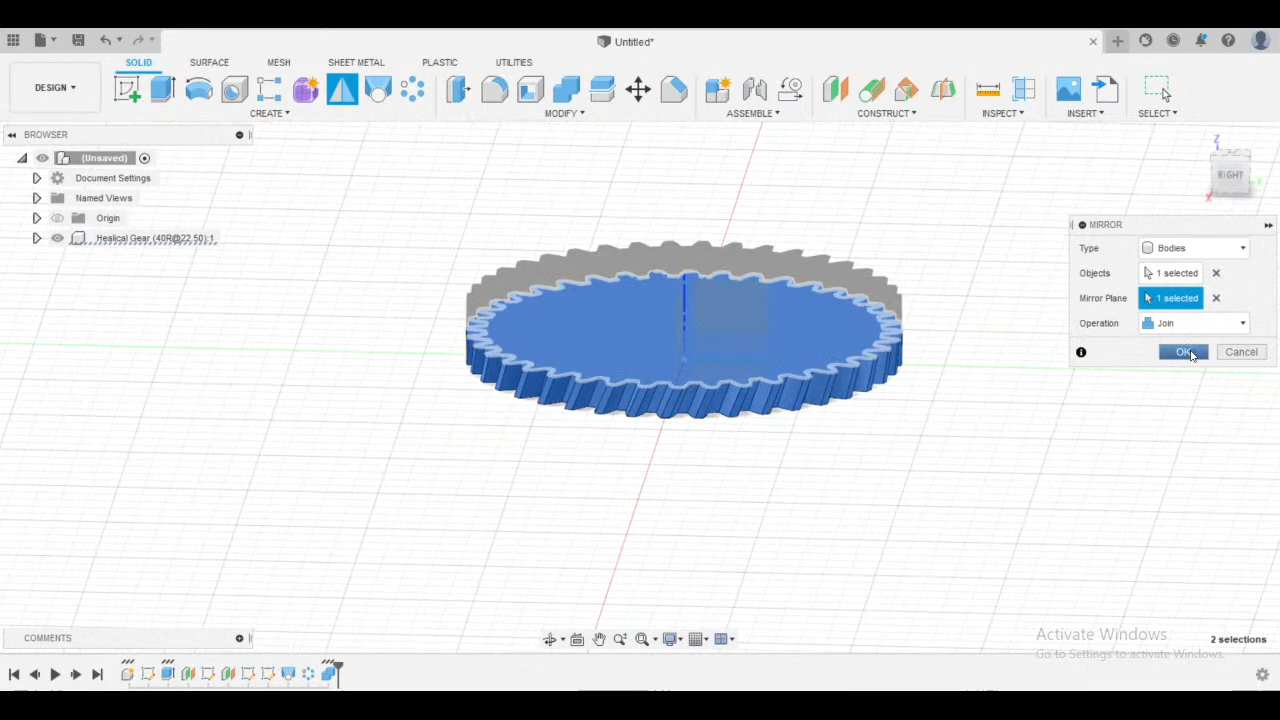 Untitled*
SOLID SURFACE MESH SHEET METAL PLASTIC UTILITIES
DESIGN
CREATE MODIFY ASSEMBLE CONSTRUCT INSPECT INSERT SELECT
BROWSER
(Unsaved)
Document Settings
Named Views
Origin
Healical Gear (40R@22.50):1
Z
RIGHT
X
MIRROR
Type Bodies
Objects 1 selected
Mirror Plane 1 selected
Operation Join
OK Cancel
COMMENTS
2 selections
Activate Windows
Go to Settings to activate Windows.